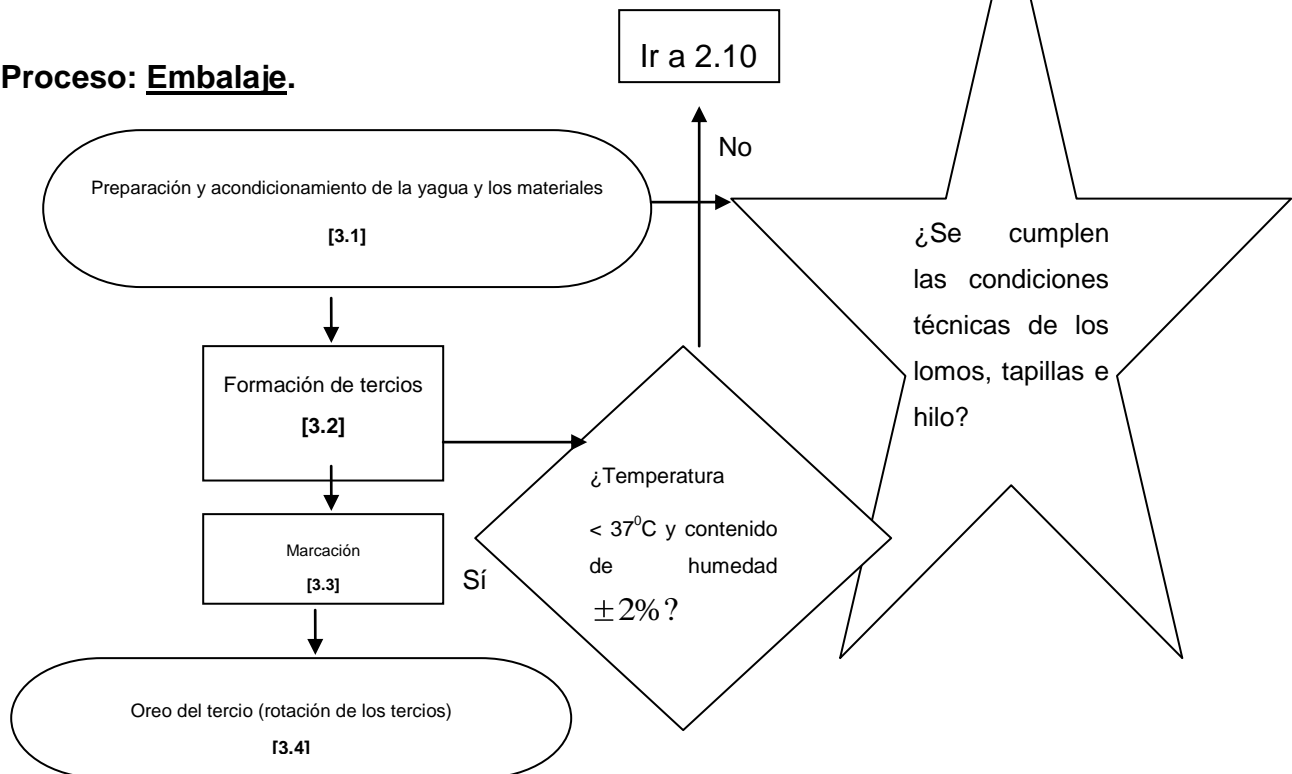 Proceso: Embalaje.
Ir a 2.10
No
Preparación y acondicionamiento de la yagua y los materiales
[3.1]
¿Se cumplen
las condiciones
técnicas de los
lomos, tapillas e
hilo?
Formación de tercios
[3.2]
¿Temperatura
< 37⁰C y contenido
de humedad
±2%?
Marcación
[3.3]
Sí
Oreo del tercio (rotación de los tercios)
[3.4]